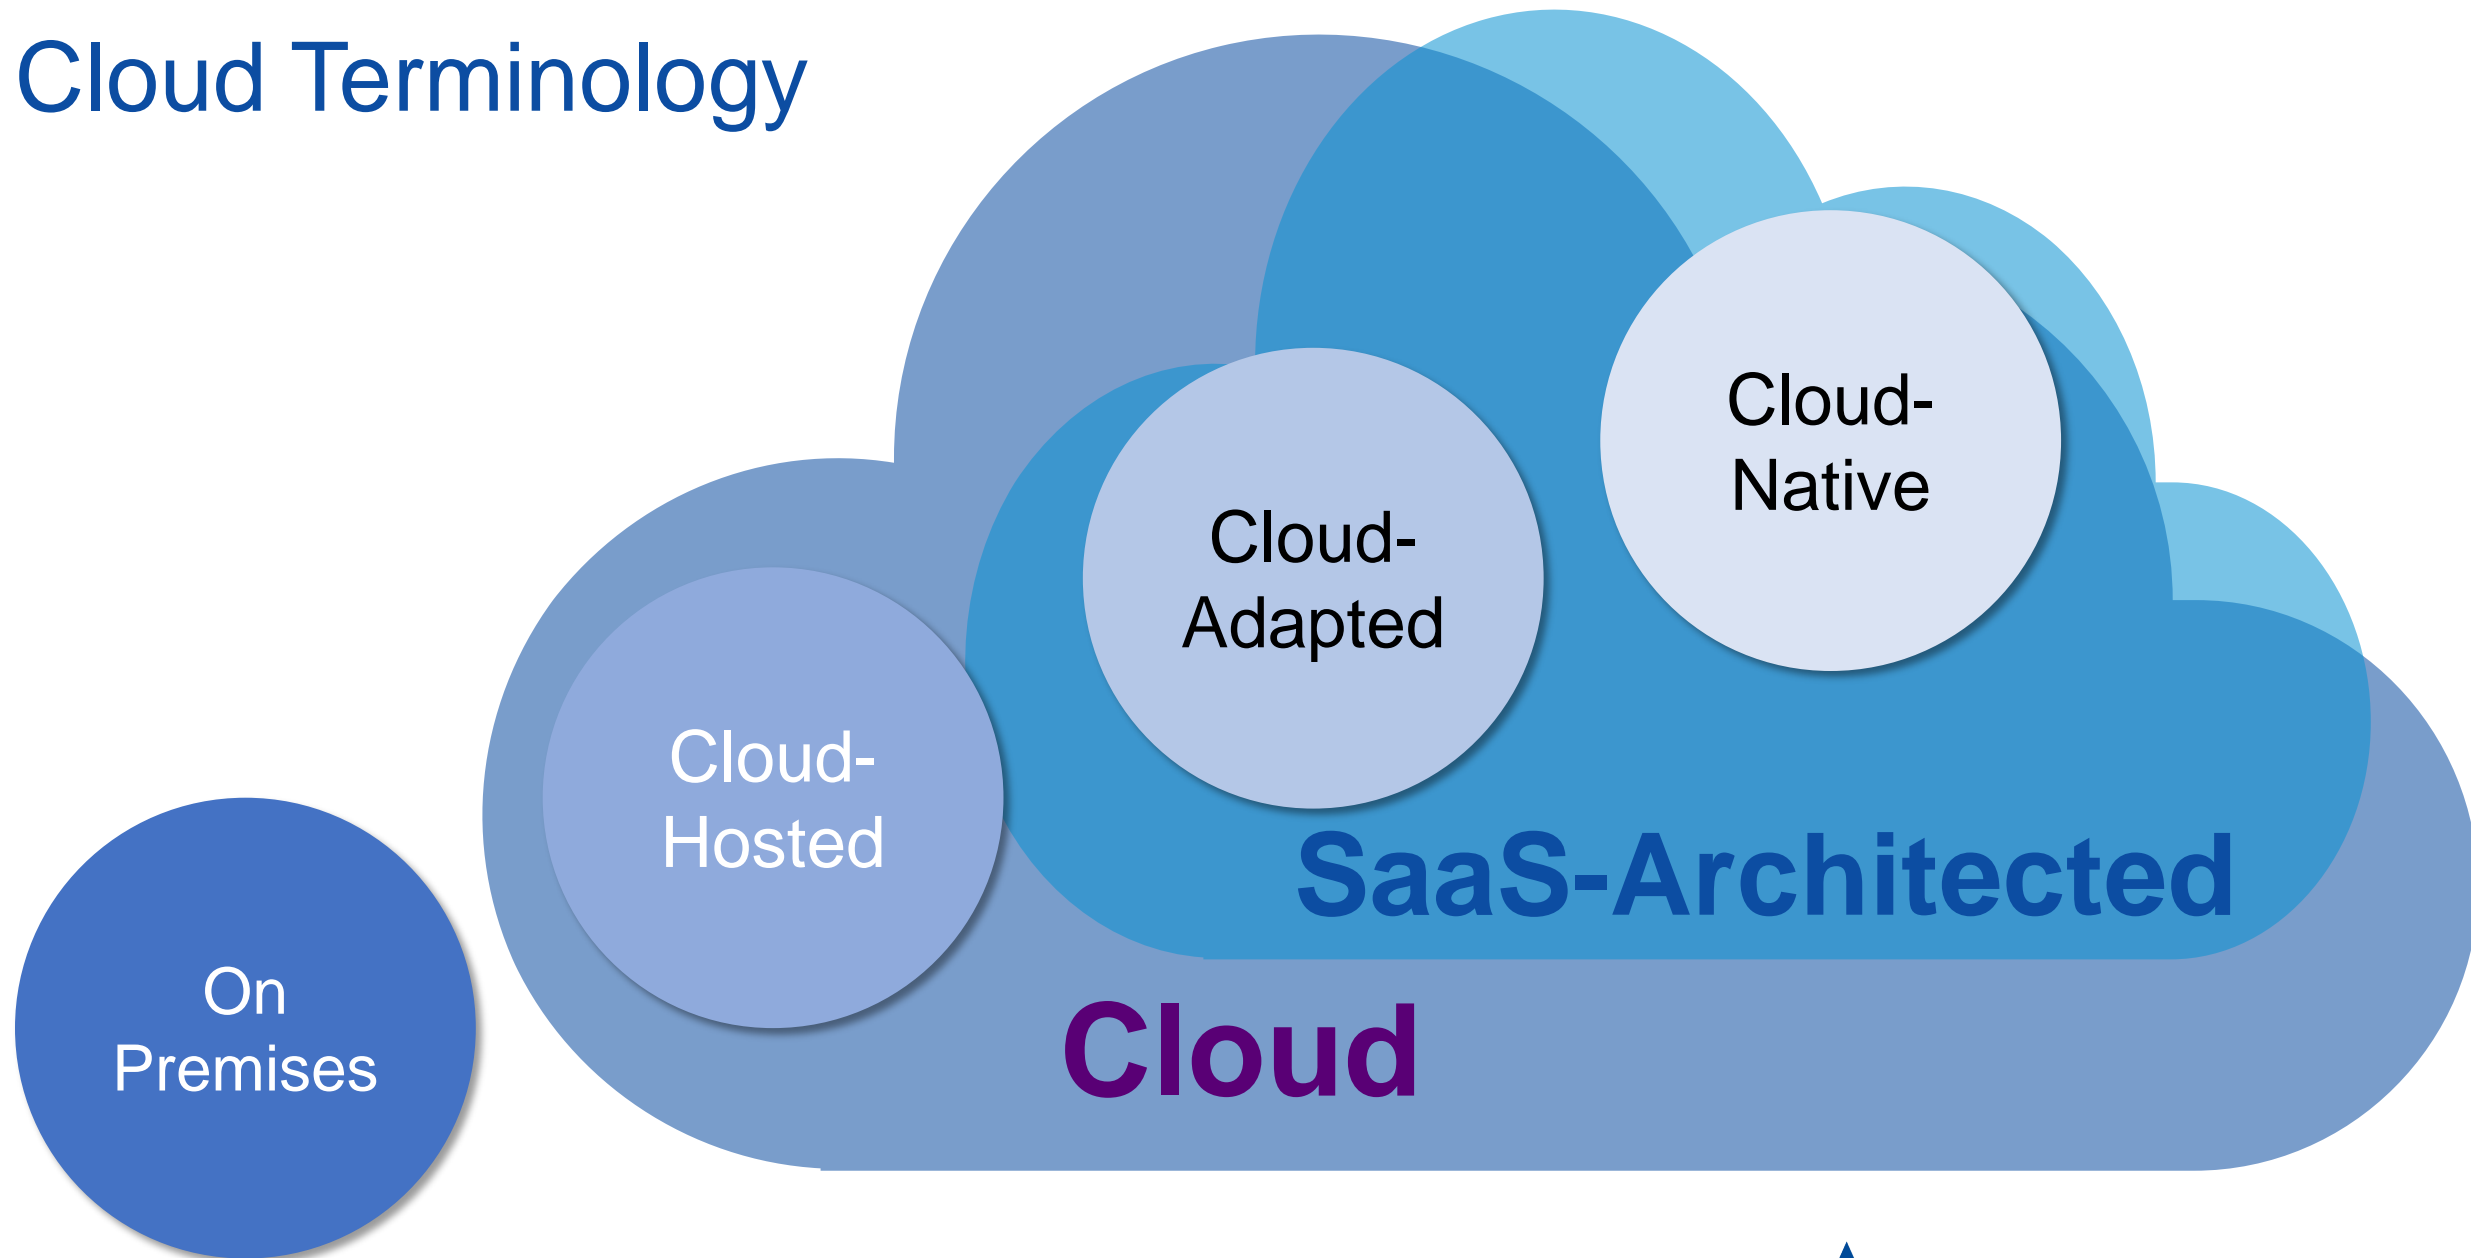 Cloud Terminology
Cloud-
Native
Cloud-
Adapted
Cloud-
Hosted
SaaS-Architected
On
Premises
Cloud